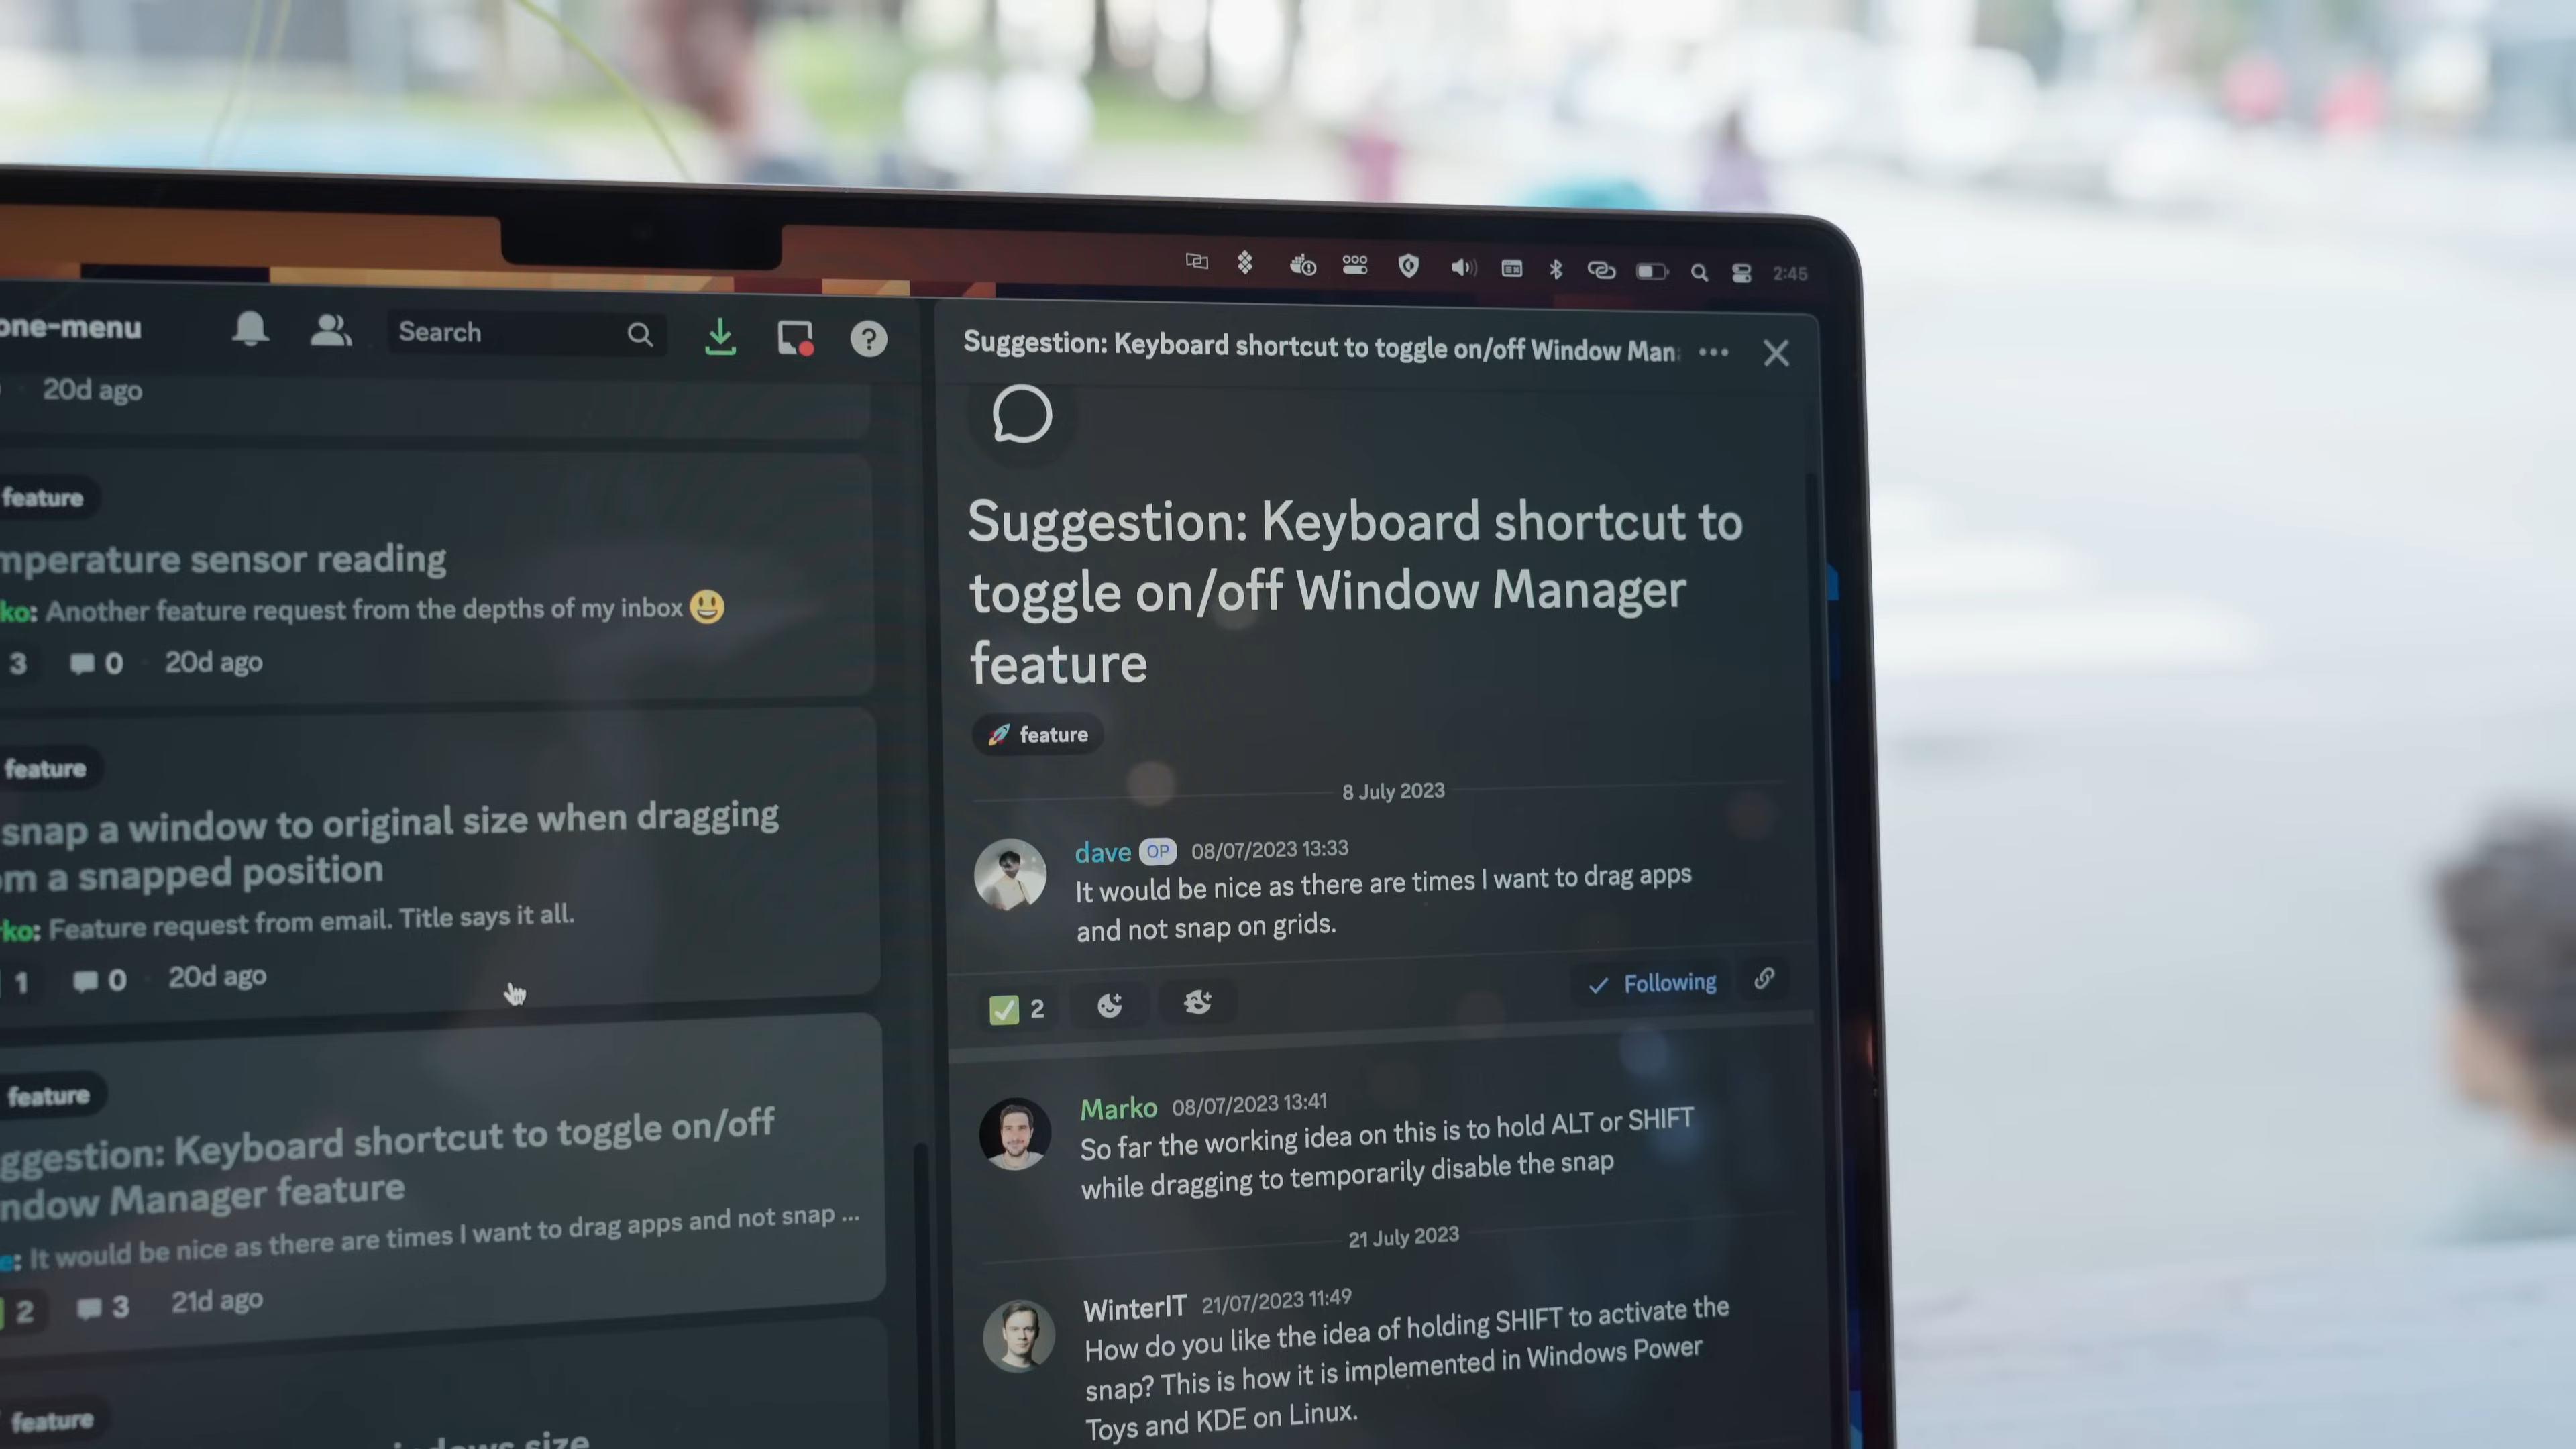 2:45
one-menu
Search
20d ago
feature
mperature sensor reading
ko: Another feature request from the depths of my inbox
3 0 20d ago
feature
snap a window to original size when dragging
om a snapped position
ko: Feature request from email. Title says it all.
1 0 20d ago
feature
ggestion: Keyboard shortcut to toggle on/off
ndow Manager feature
e: It would be nice as there are times I want to drag apps and not snap ...
2 3 21d ago
feature
size
Suggestion: Keyboard shortcut to toggle on/off Window Man
Suggestion: Keyboard shortcut to
toggle on/off Window Manager
feature
feature
8 July 2023
dave OP 08/07/2023 13:33
It would be nice as there are times I want to drag apps
and not snap on grids.
2 Following
Marko 08/07/2023 13:41
So far the working idea on this is to hold ALT or SHIFT
while dragging to temporarily disable the snap
21 July 2023
WinterIT 21/07/2023 11:49
How do you like the idea of holding SHIFT to activate the
snap? This is how it is implemented in Windows Power
Toys and KDE on Linux.